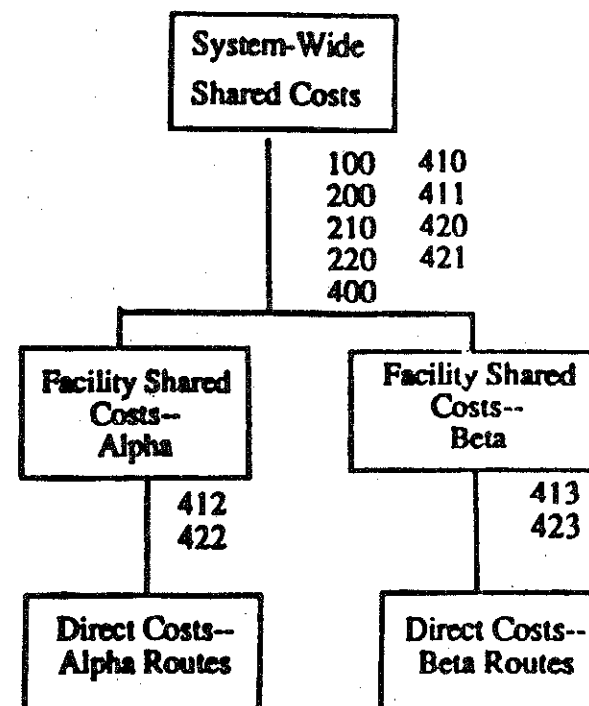 System-Wide
Shared Costs
100 410
200 411
210 420
220 421
400
Facility Shared
Costs--
Alpha
Facility Shared
Costs--
Beta
412
422
413
423
Direct Costs--
Alpha Routes
Direct Costs--
Beta Routes